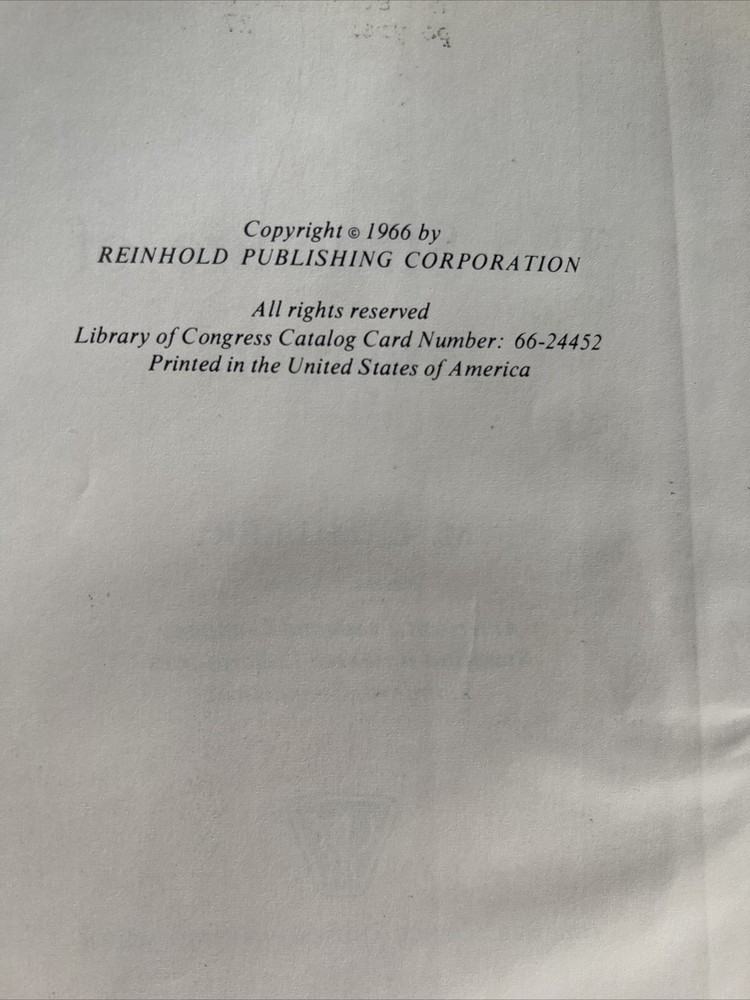 Copyright © 1966 by
REINHOLD PUBLISHING CORPORATION
All rights reserved
Library of Congress Catalog Card Number: 66-24452
Printed in the United States of America